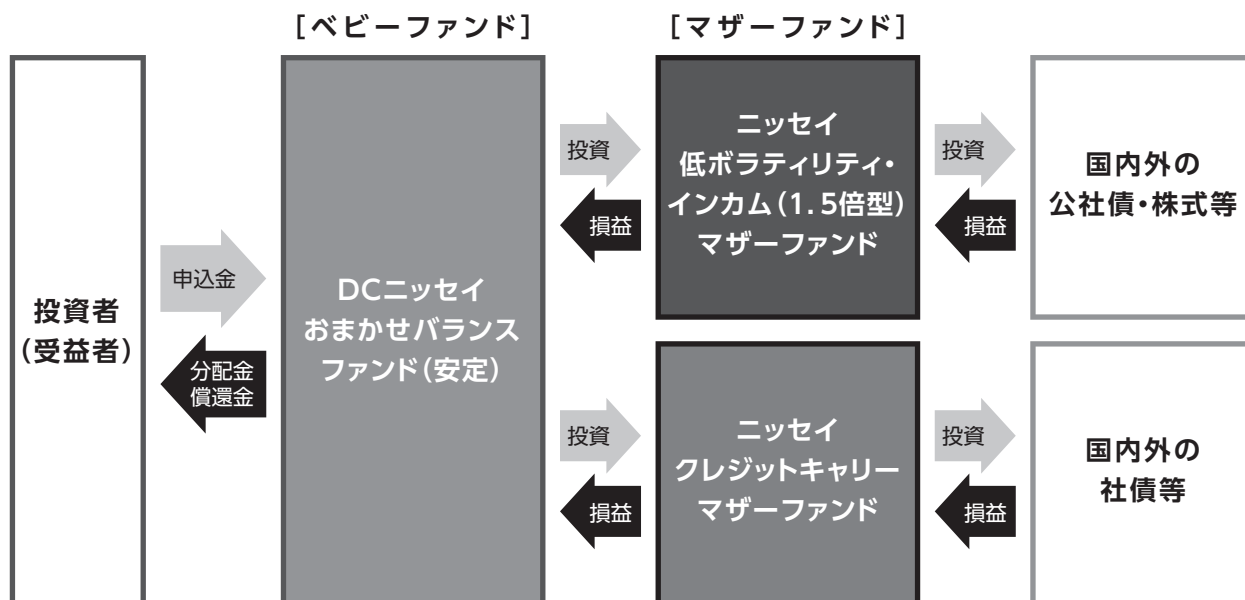 [ベビーファンド]
[マザーファンド]
投資者
(受益者)
申込金
分配金
償還金
DCニッセイ
おまかせバランス
ファンド(安定)
投資
損益
ニッセイ
低ボラティリティ・
インカム(1.5倍型)
マザーファンド
投資
損益
国内外の
公社債・株式等
投資
損益
ニッセイ
クレジットキャリー
マザーファンド
投資
損益
国内外の
社債等